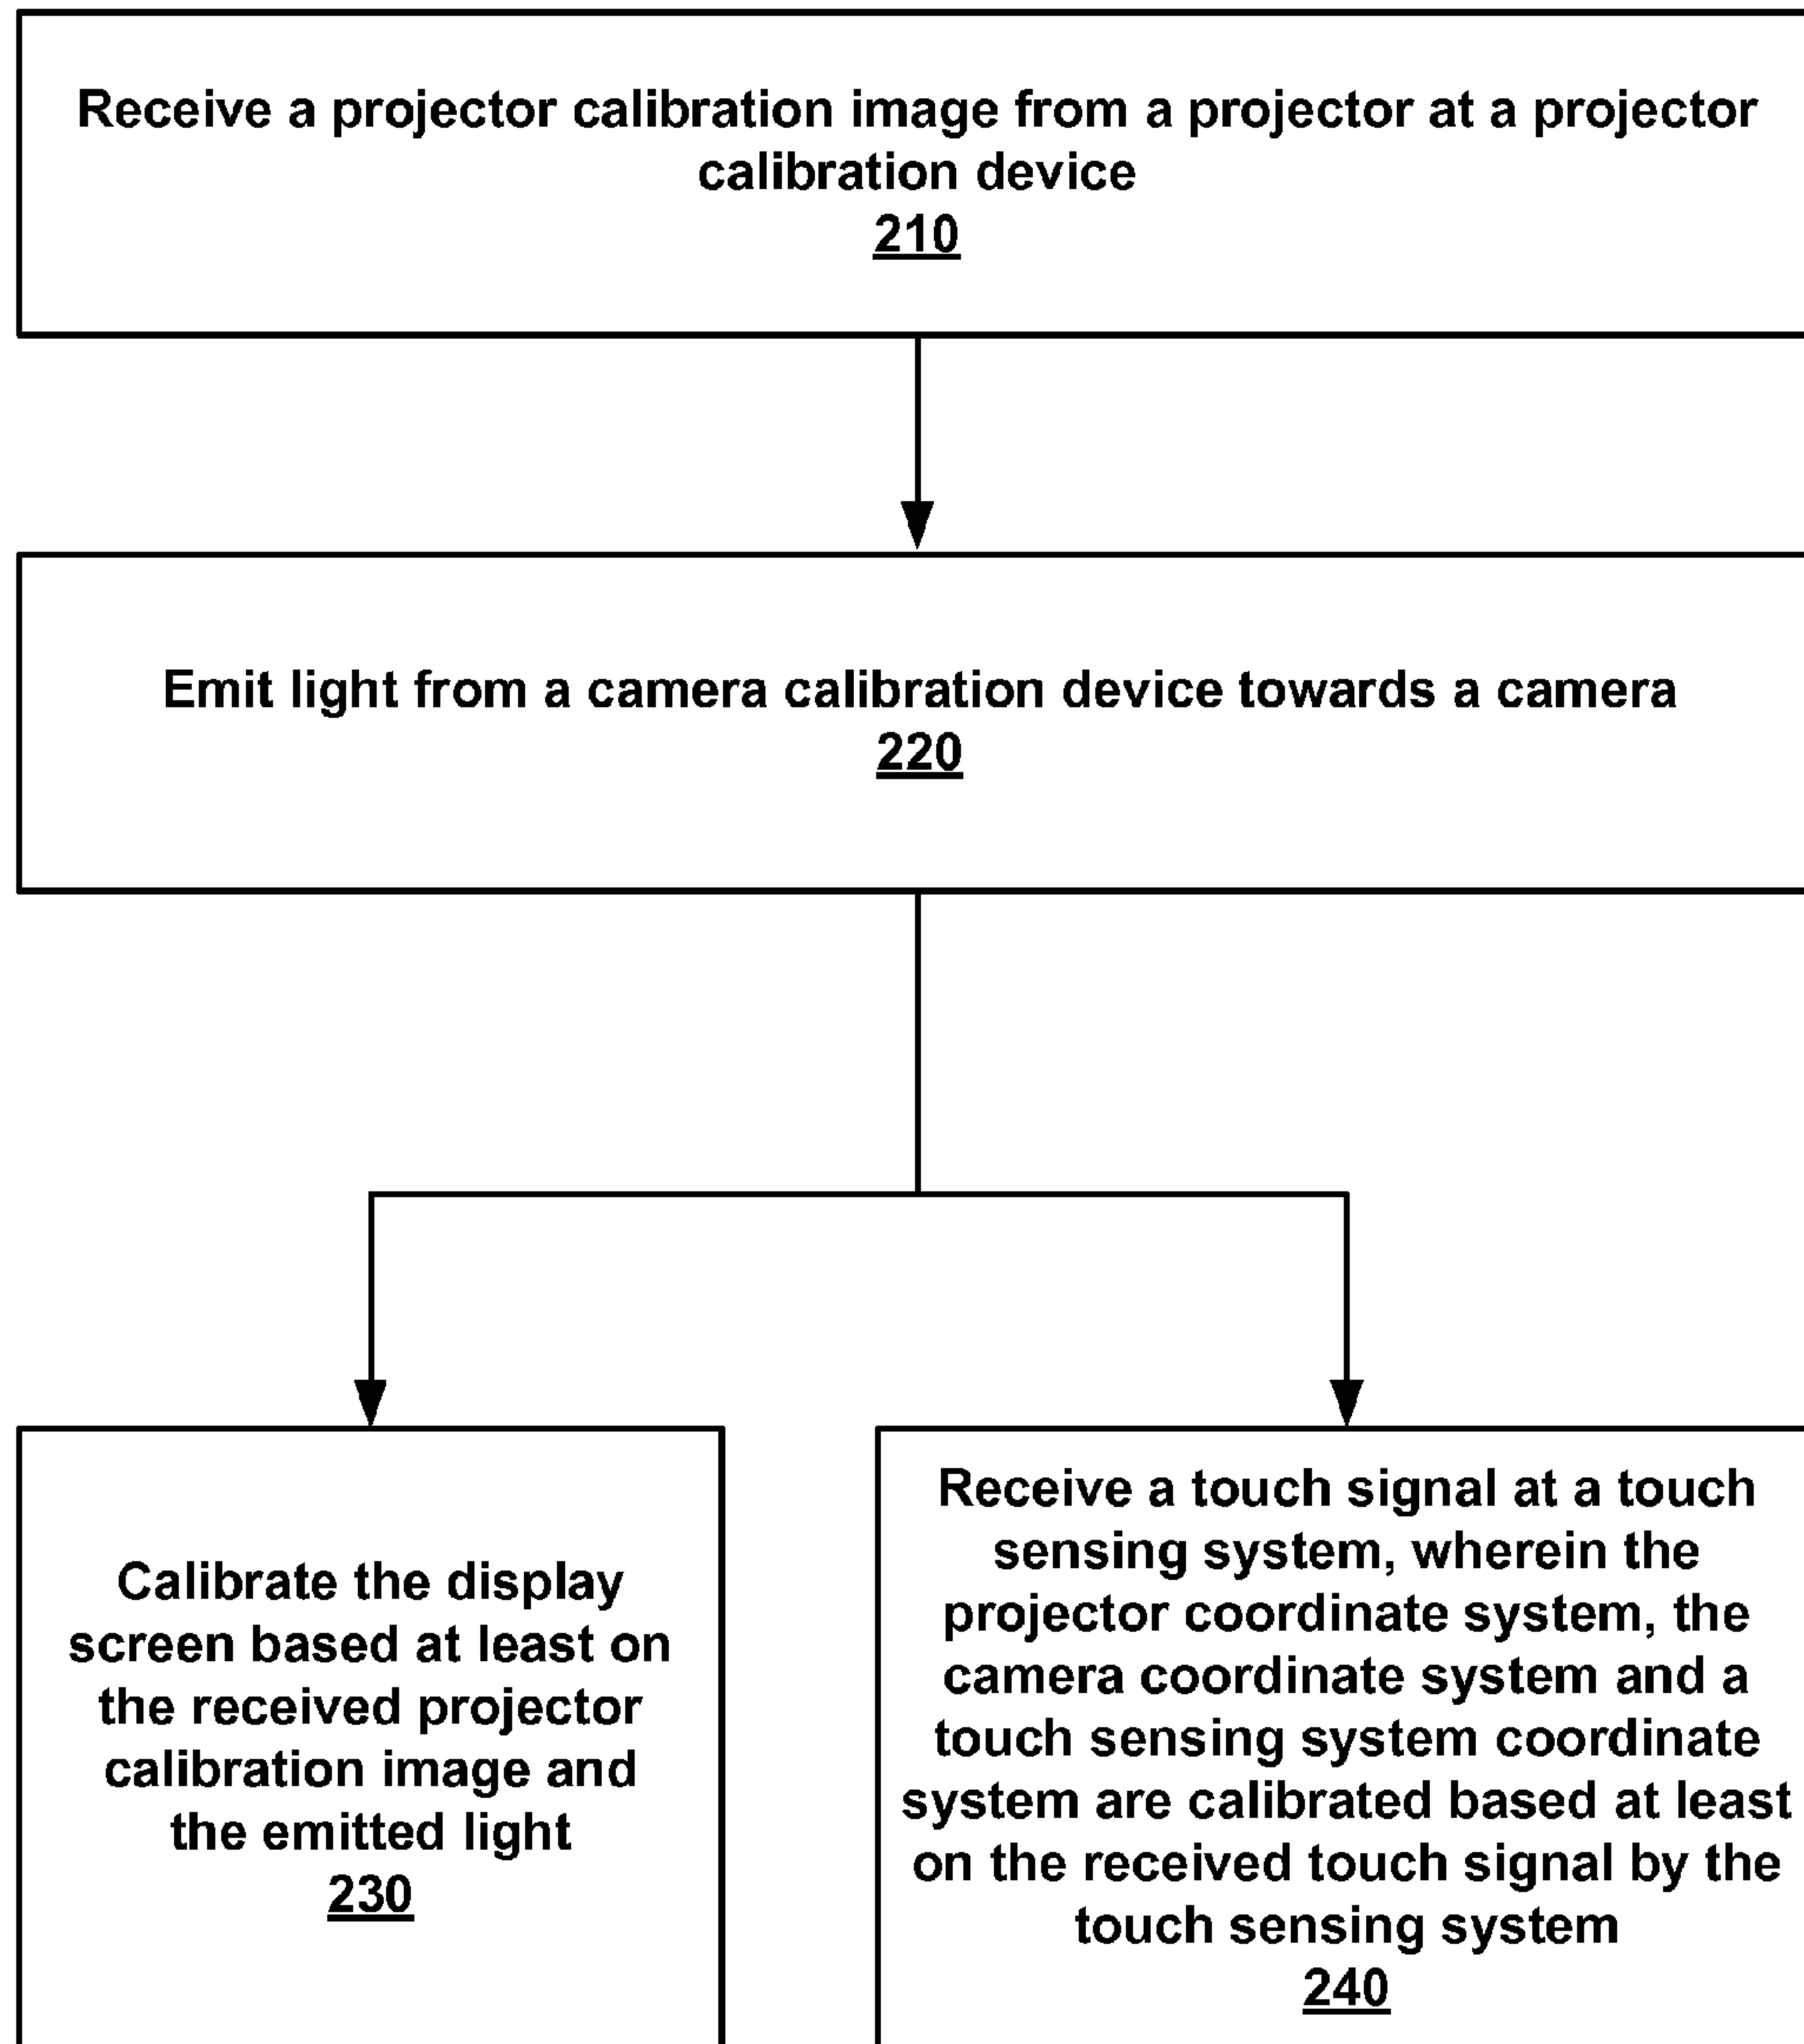 Receive a projector calibration image from a projector at a projector
calibration device
210
Emit light from a camera calibration device towards a camera
220
Calibrate the display
screen based at least on
the received projector
calibration image and
the emitted light
230
Receive a touch signal at a touch
sensing system, wherein the
projector coordinate system, the
camera coordinate system and a
touch sensing system coordinate
system are calibrated based at least
on the received touch signal by the
touch sensing system
240